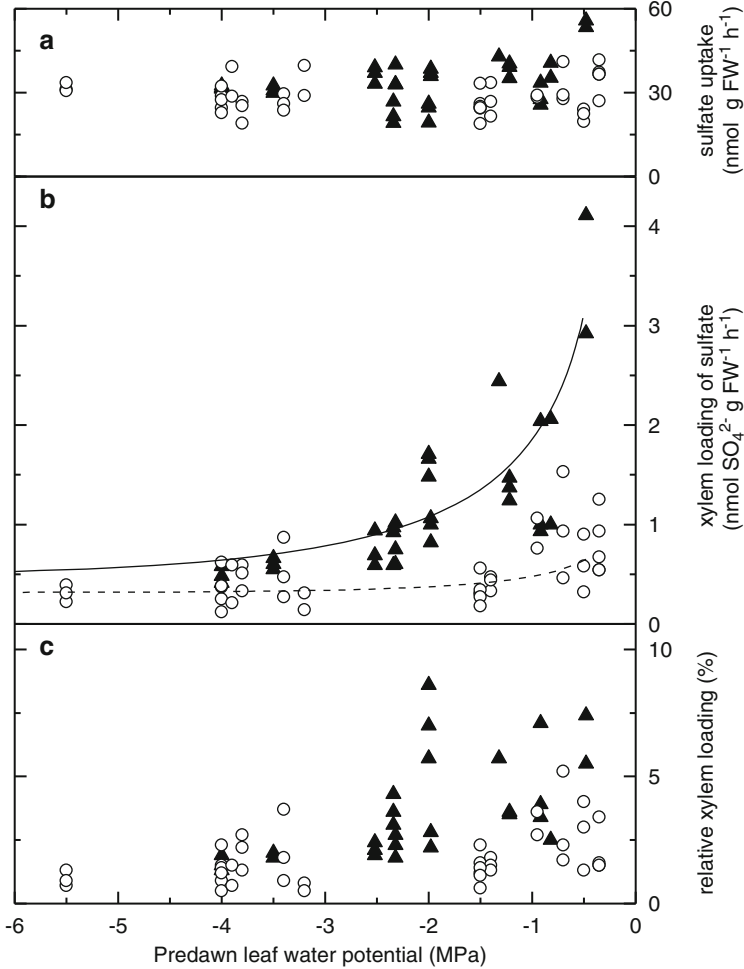 a
60
30
0
sulfate uptake
(nmol g FW⁻¹ h⁻¹)
b
4
3
2
1
0
xylem loading of sulfate
(nmol SO₄²⁻ g FW⁻¹ h⁻¹)
c
10
5
0
relative xylem loading (%)
-6 -5 -4 -3 -2 -1 0
Predawn leaf water potential (MPa)